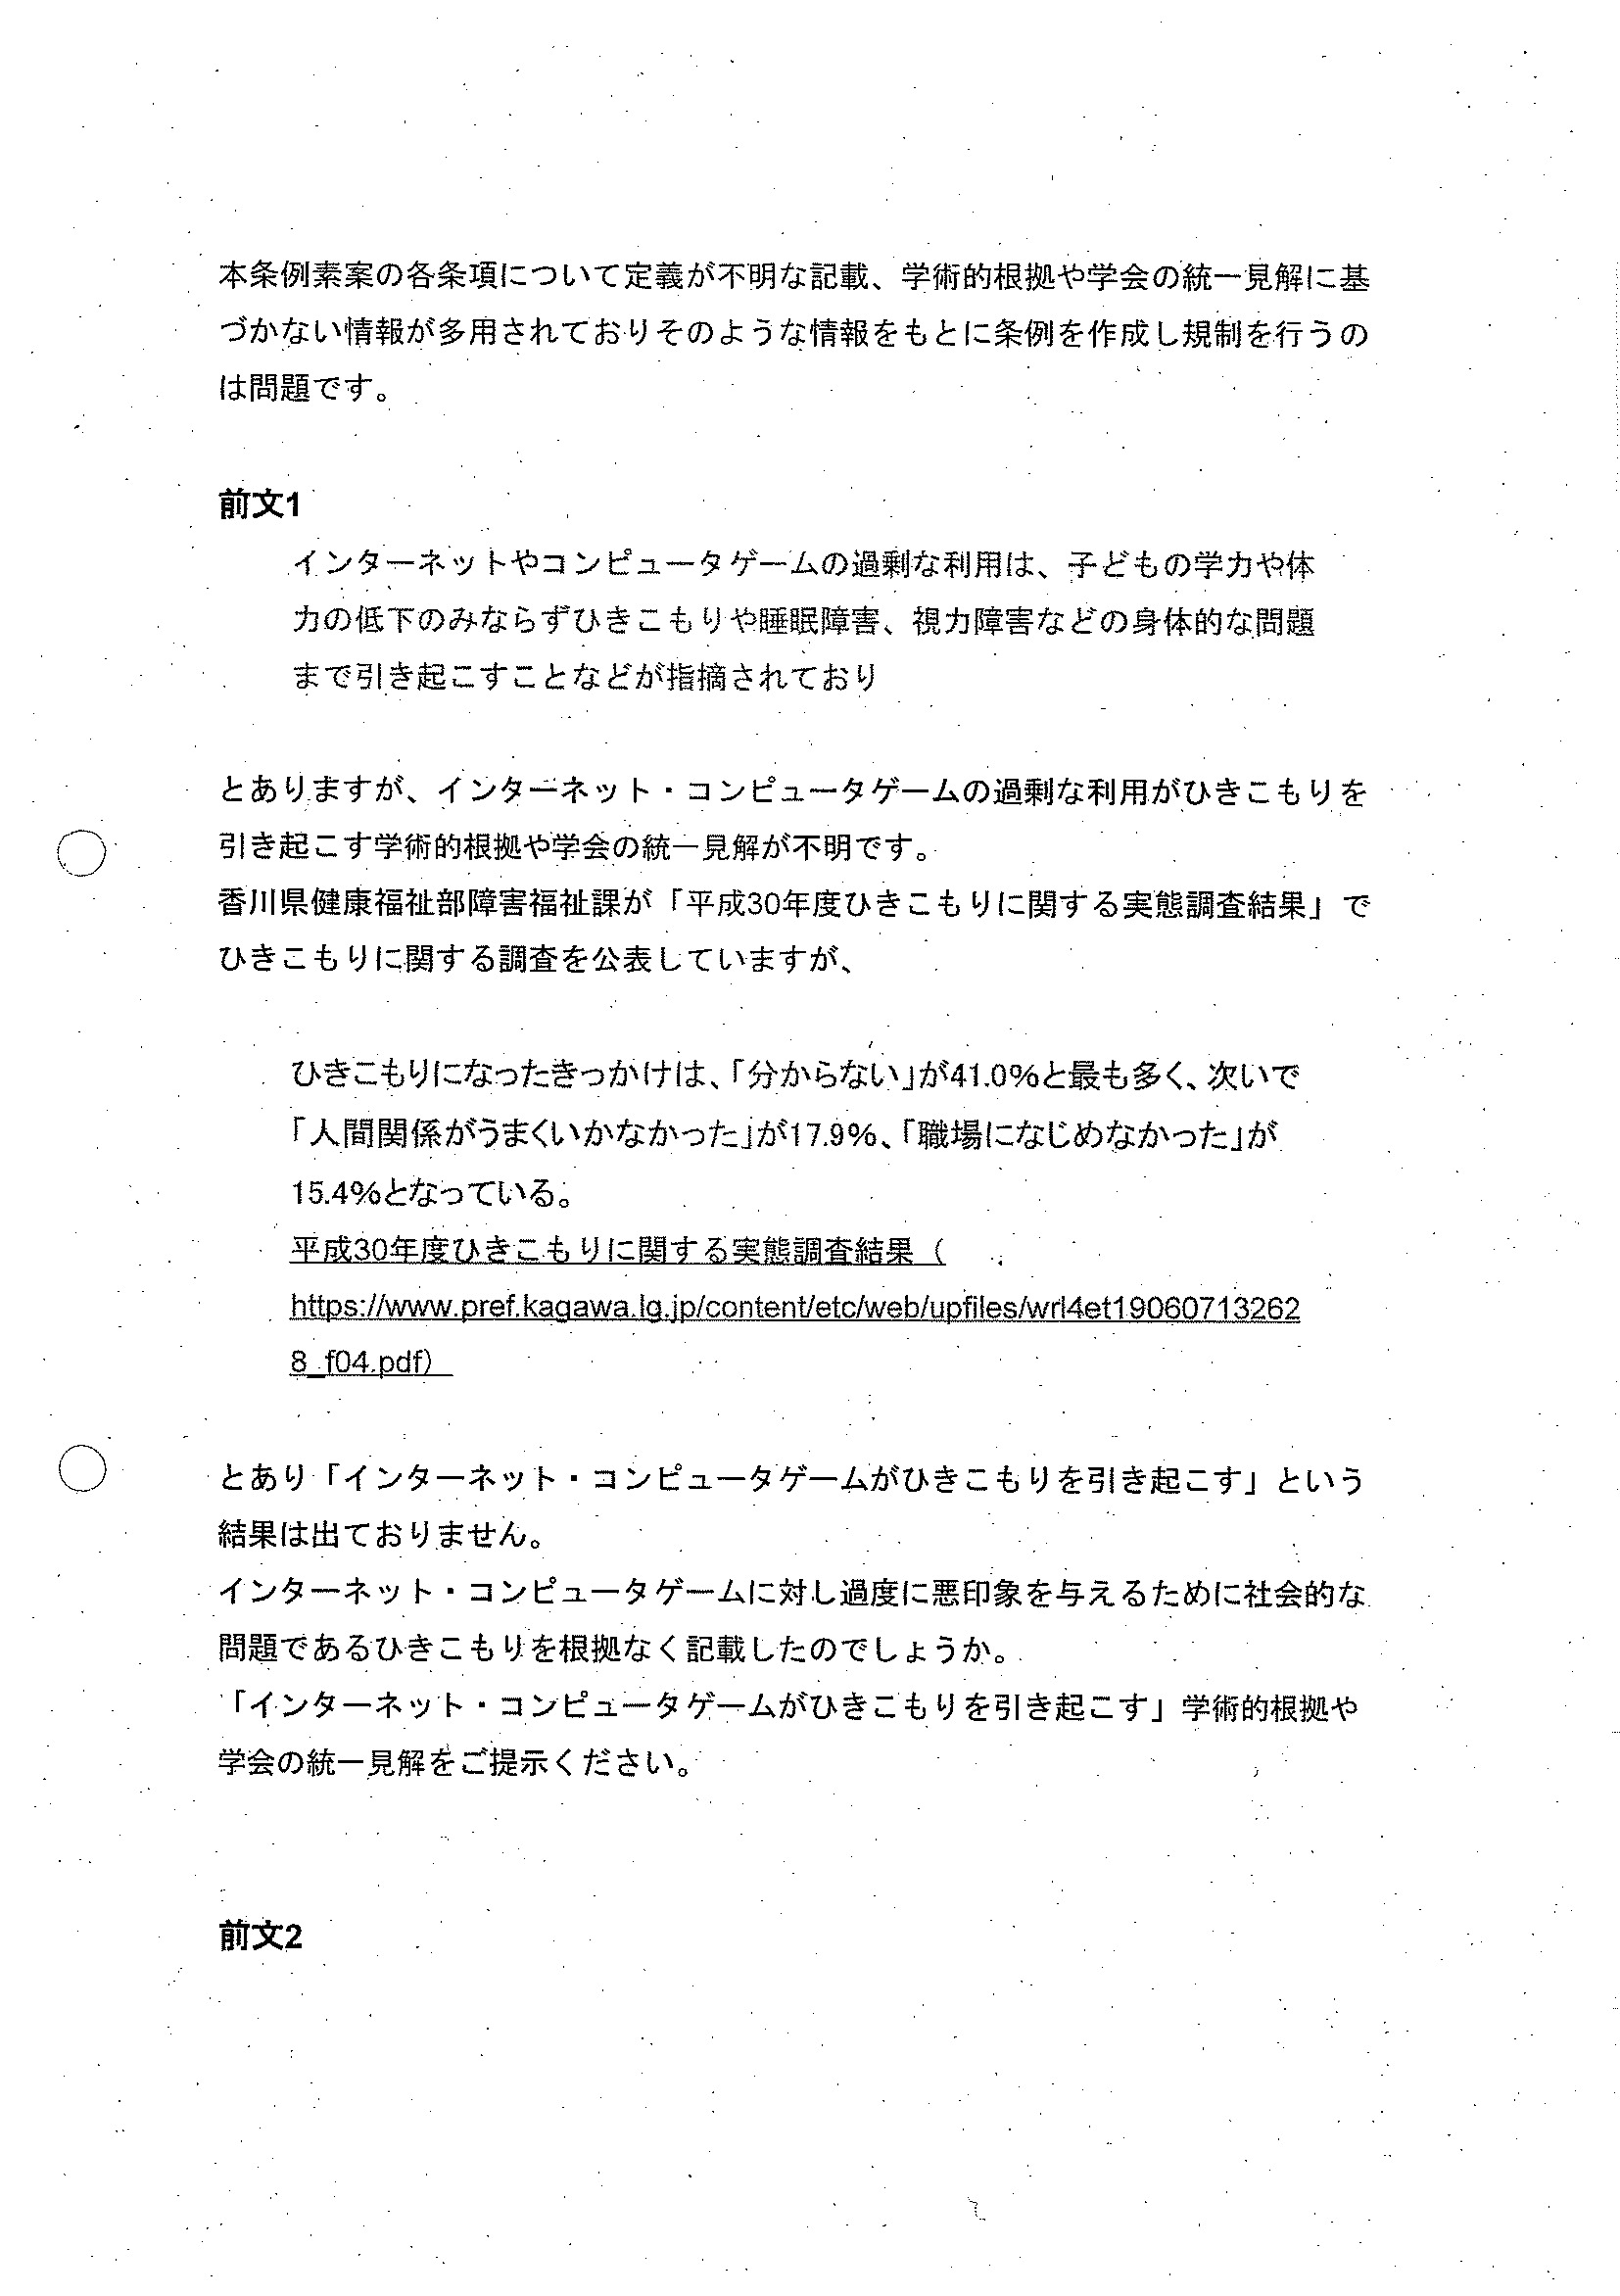 本条例素案の各条項について定義が不明な記載、学術的根拠や学会の統一見解に基
づかない情報が多用されておりそのような情報をもとに条例を作成し規制を行うの
は問題です。
前文1
インターネットやコンピュータゲームの過剰な利用は、子どもの学力や体
力の低下のみならずひきこもりや睡眠障害、視力障害などの身体的な問題
まで引き起こすことなどが指摘されており
とありますが、インターネット・コンピュータゲームの過剰な利用がひきこもりを
引き起こす学術的根拠や学会の統一見解が不明です。
香川県健康福祉部障害福祉課が「平成30年度ひきこもりに関する実態調査結果」で
ひきこもりに関する調査を公表していますが、
ひきこもりになったきっかけは、「分からない」が41.0%と最も多く、次いで
「人間関係がうまくいかなかった」が17.9%、「職場になじめなかった」が
15.4%となっている。
平成30年度ひきこもりに関する実態調査結果（
https://www.pref.kagawa.lg.jp/content/etc/web/upfiles/wrl4et19060713262
8_f04.pdf）
とあり「インターネット・コンピュータゲームがひきこもりを引き起こす」という
結果は出ておりません。
インターネット・コンピュータゲームに対し過度に悪印象を与えるために社会的な
問題であるひきこもりを根拠なく記載したのでしょうか。
「インターネット・コンピュータゲームがひきこもりを引き起こす」学術的根拠や
学会の統一見解をご提示ください。
前文2